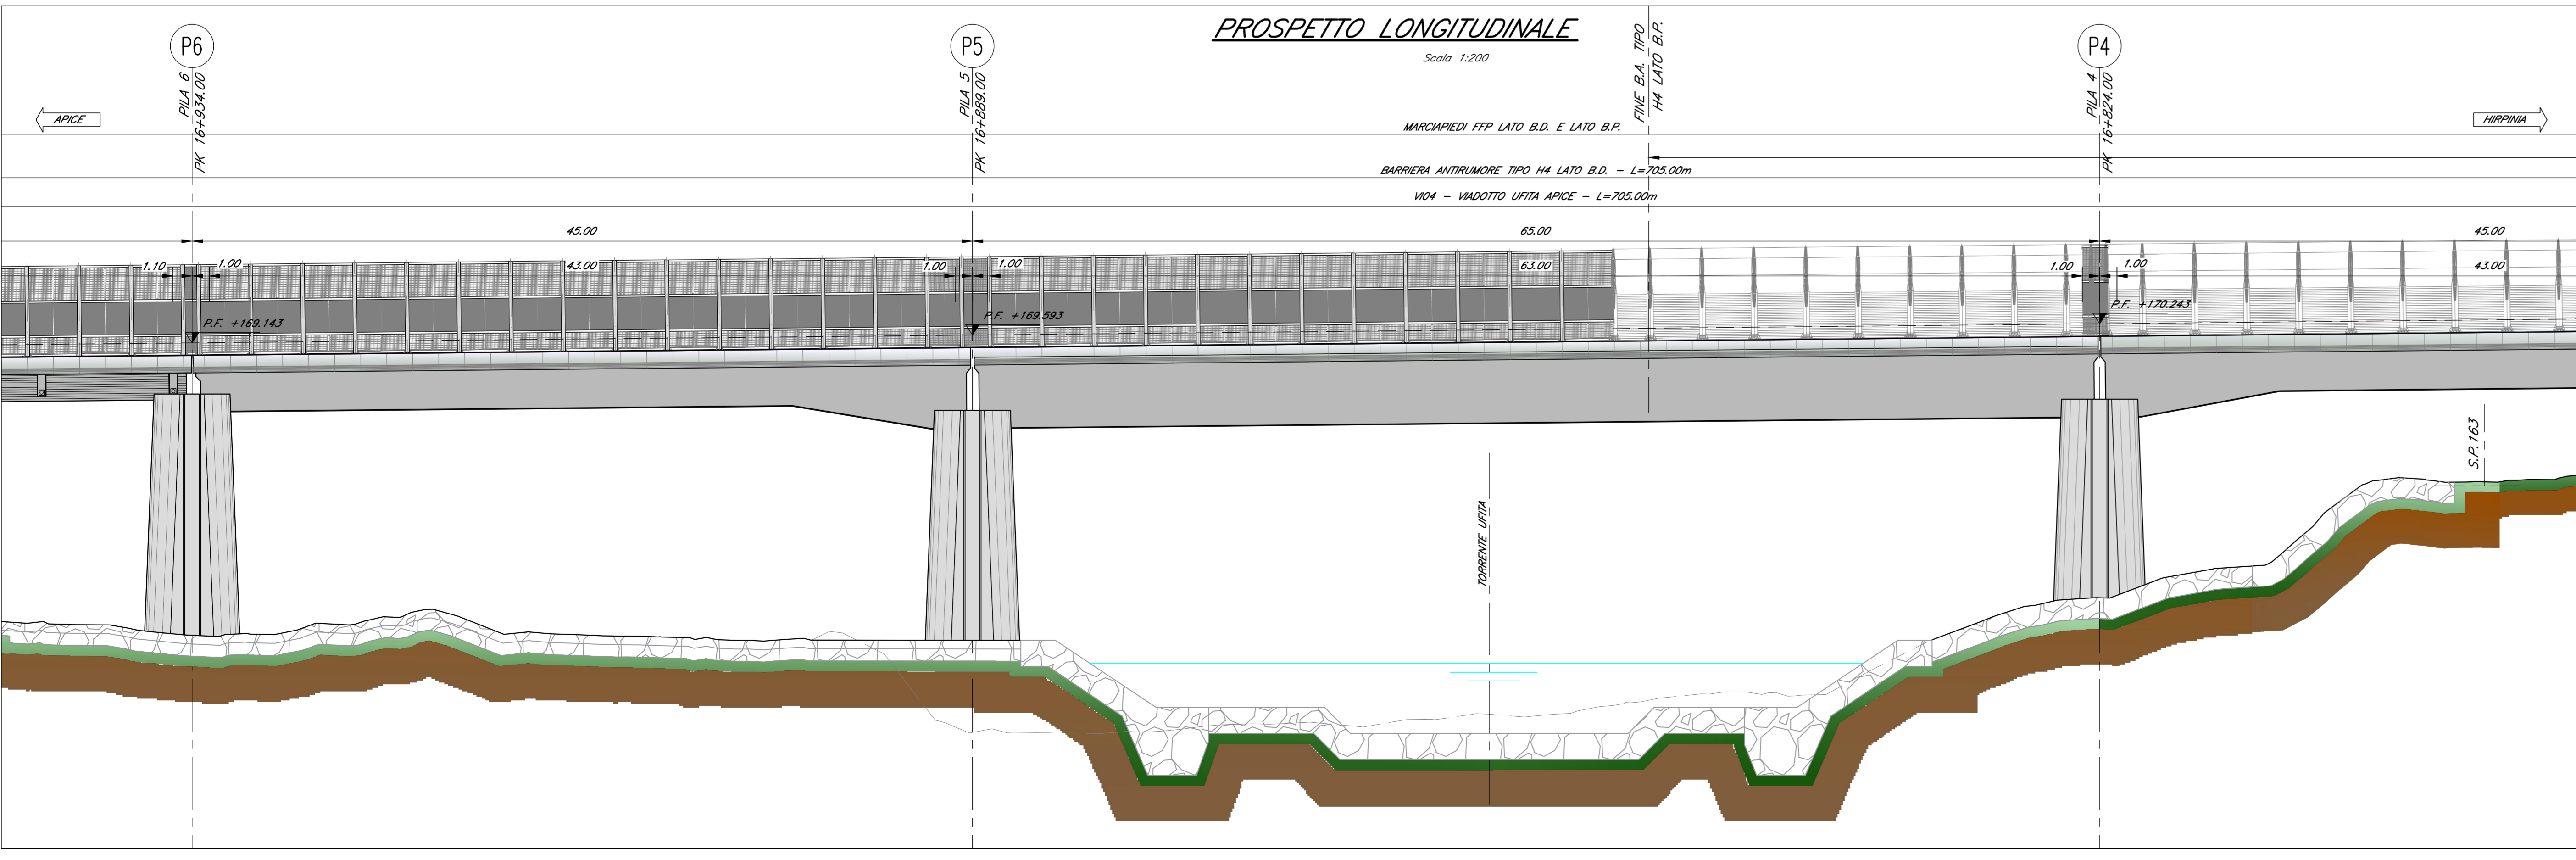 PROSPETTO LONGITUDINALE
Scala 1:200
P6
PILA 6
PK 16+934.00
P5
PILA 5
PK 16+889.00
FINE B.A. TIPO
H4 LATO B.P.
P4
PILA 4
PK 16+824.00
APICE
HIRPINIA
MARCIAPIEDI FFP LATO B.D. E LATO B.P.
BARRIERA ANTIRUMORE TIPO H4 LATO B.D. - L=705.00m
VI04 - VIADOTTO UFITA APICE - L=705.00m
45.00
65.00
45.00
1.10
1.00
43.00
1.00
1.00
63.00
1.00
1.00
43.00
P.F. +169.143
P.F. +169.593
P.F. +170.243
S.P.163
TORRENTE UFITA